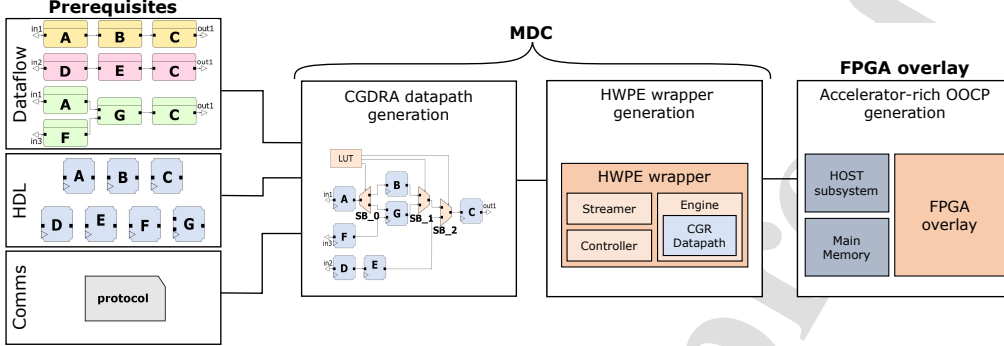 Prerequisites
MDC
FPGA overlay
Dataflow
in1 A B C out1
in2 D E C
in1 A G C out1
in3 F
HDL
A B C
D E F G
Comms
protocol
CGDRA datapath
generation
LUT
in1 A SB_0 B SB_1 SB_2 C out1
G
in3 F
in2 D E
HWPE wrapper
generation
HWPE wrapper
Streamer
Controller
Engine
CGR
Datapath
Accelerator-rich OOCP
generation
HOST
subsystem
Main
Memory
FPGA
overlay